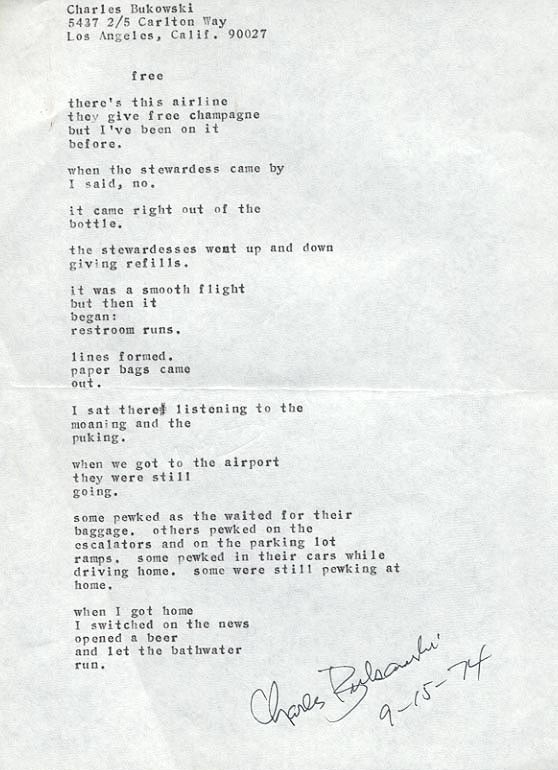 Charles Bukowski
5437 2/5 Carlton Way
Los Angeles, Calif. 90027
free
there's this airline
they give free champagne
but I've been on it
before.
when the stewardess came by
I said, no.
it came right out of the
bottle.
the stewardesses went up and down
giving refills.
it was a smooth flight
but then it
began:
restroom runs.
lines formed.
paper bags came
out.
I sat there listening to the
moaning and the
puking.
when we got to the airport
they were still
going.
some pewked as the waited for their
baggage. others pewked on the
escalators and on the parking lot
ramps. some pewked in their cars while
driving home. some were still pewking at
home.
when I got home
I switched on the news
opened a beer
and let the bathwater
run.
Charles Bukowski
9-15-74